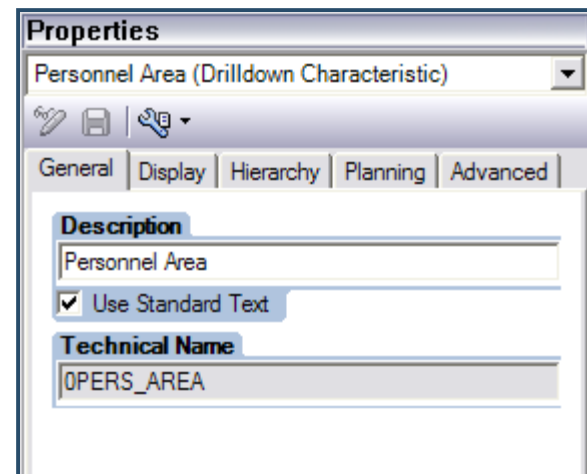 Properties
Personnel Area (Drilldown Characteristic)
General Display Hierarchy Planning Advanced
Description
Personnel Area
Use Standard Text
Technical Name
0PERS_AREA